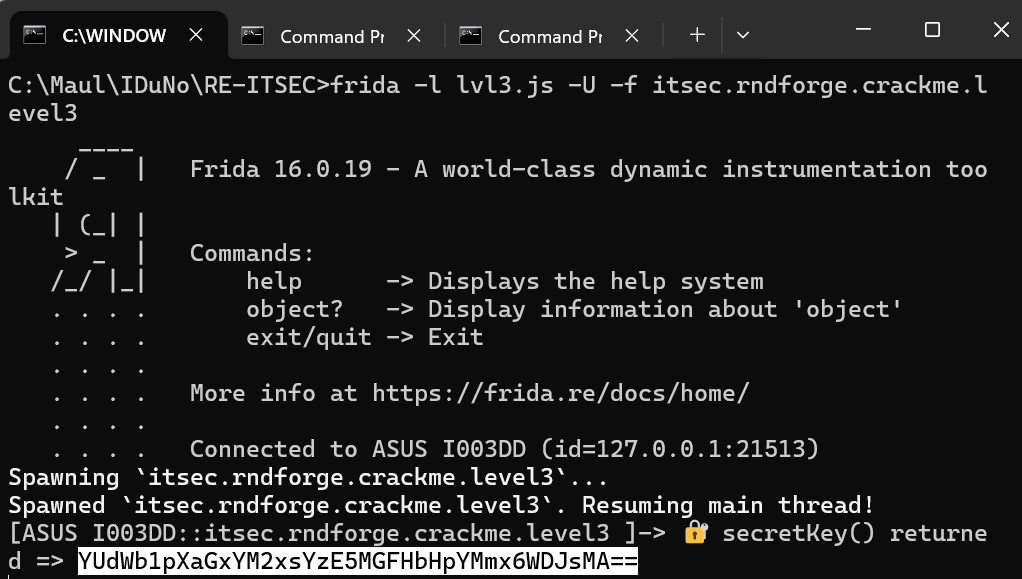 C:\WINDOW
Command Pr
Command Pr
C:\Maul\IDuNo\RE-ITSEC>frida -l lvl3.js -U -f itsec.rndforge.crackme.l
evel3
     ____
    / _  |   Frida 16.0.19 - A world-class dynamic instrumentation too
lkit
   | (_| |
    > _  |   Commands:
   /_/ |_|       help      -> Displays the help system
   . . . .       object?   -> Display information about 'object'
   . . . .       exit/quit -> Exit
   . . . .
   . . . .   More info at https://frida.re/docs/home/
   . . . .
   . . . .   Connected to ASUS I003DD (id=127.0.0.1:21513)
Spawning `itsec.rndforge.crackme.level3`...
Spawned `itsec.rndforge.crackme.level3`. Resuming main thread!
[ASUS I003DD::itsec.rndforge.crackme.level3 ]-> 🔐 secretKey() returne
d => YUdWb1pXaGxYM2xsYzE5MGFHbHpYMmx6WDJsMA==